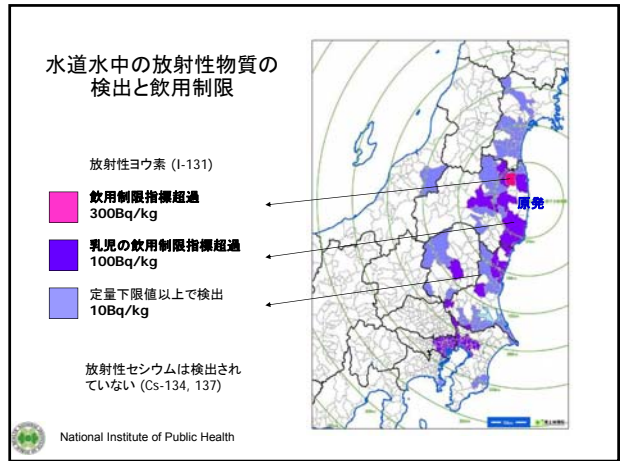 水道水中の放射性物質の
検出と飲用制限
放射性ヨウ素 (I-131)
飲用制限指標超過
300Bq/kg
乳児の飲用制限指標超過
100Bq/kg
定量下限値以上で検出
10Bq/kg
放射性セシウムは検出され
ていない (Cs-134, 137)
原発
National Institute of Public Health